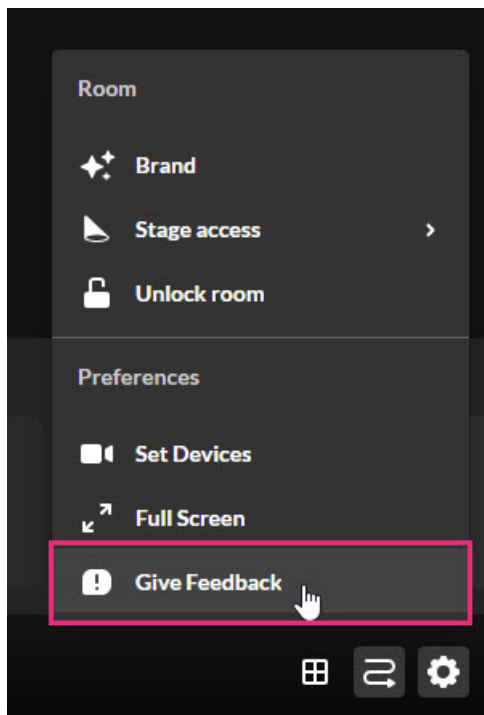 Room
Brand
Stage access
Unlock room
Preferences
Set Devices
Full Screen
Give Feedback